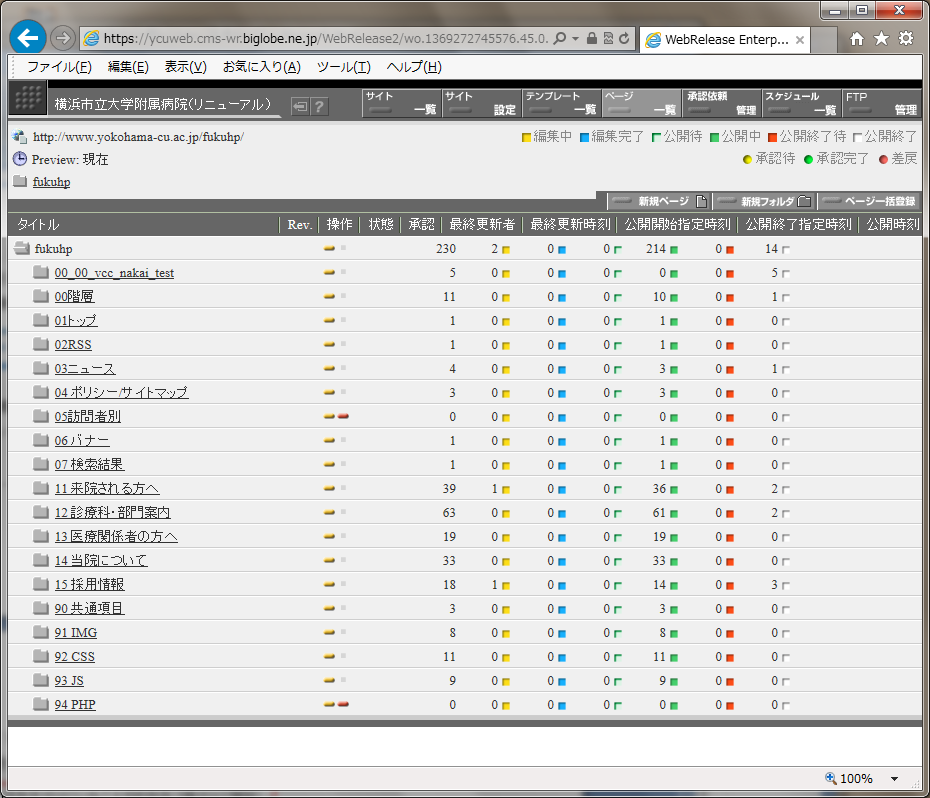 https://ycuweb.cms-wr.biglobe.ne.jp/WebRelease2/wo.1369272745576.45.0.
WebRelease Enterp...
ファイル(F) 編集(E) 表示(V) お気に入り(A) ツール(T) ヘルプ(H)
横浜市立大学附属病院(リニューアル)
サイト一覧 サイト設定 テンプレート一覧 ページ一覧 承認依頼管理 スケジュール一覧 FTP管理
http://www.yokohama-cu.ac.jp/fukuhp/
編集中 編集完了 公開待 公開中 公開終了待 公開終了
Preview: 現在
承認待 承認完了 差戻
fukuhp
新規ページ 新規フォルダ ページ一括登録
タイトル Rev. 操作 状態 承認 最終更新者 最終更新時刻 公開開始指定時刻 公開終了指定時刻 公開時刻
fukuhp 230 2 0 0 214 0 14
00_00_vcc_nakai_test 5 0 0 0 0 0 5
00階層 11 0 0 0 10 0 1
01トップ 1 0 0 0 1 0 0
02RSS 1 0 0 0 1 0 0
03ニュース 4 0 0 0 3 0 1
04 ポリシー/サイトマップ 3 0 0 0 3 0 0
05訪問者別 0 0 0 0 0 0 0
06 バナー 1 0 0 0 1 0 0
07 検索結果 1 0 0 0 1 0 0
11 来院される方へ 39 1 0 0 36 0 2
12 診療科・部門案内 63 0 0 0 61 0 2
13 医療関係者の方へ 19 0 0 0 19 0 0
14 当院について 33 0 0 0 33 0 0
15 採用情報 18 1 0 0 14 0 3
90 共通項目 3 0 0 0 3 0 0
91 IMG 8 0 0 0 8 0 0
92 CSS 11 0 0 0 11 0 0
93 JS 9 0 0 0 9 0 0
94 PHP 0 0 0 0 0 0 0
100%